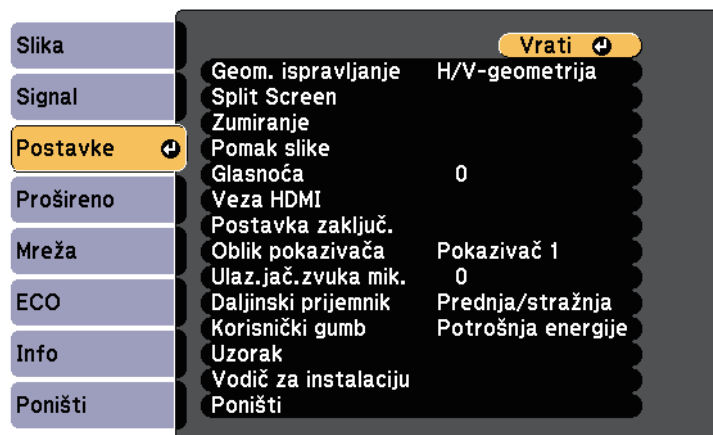 Slika
Signal
Postavke
Prošireno
Mreža
ECO
Info
Poništi
Vrati
Geom. ispravljanje H/V-geometrija
Split Screen
Zumiranje
Pomak slike
Glasnoća 0
Veza HDMI
Postavka zaključ.
Oblik pokazivača Pokazivač 1
Ulaz.jač.zvuka mik. 0
Daljinski prijemnik Prednja/stražnja
Korisnički gumb Potrošnja energije
Uzorak
Vodič za instalaciju
Poništi